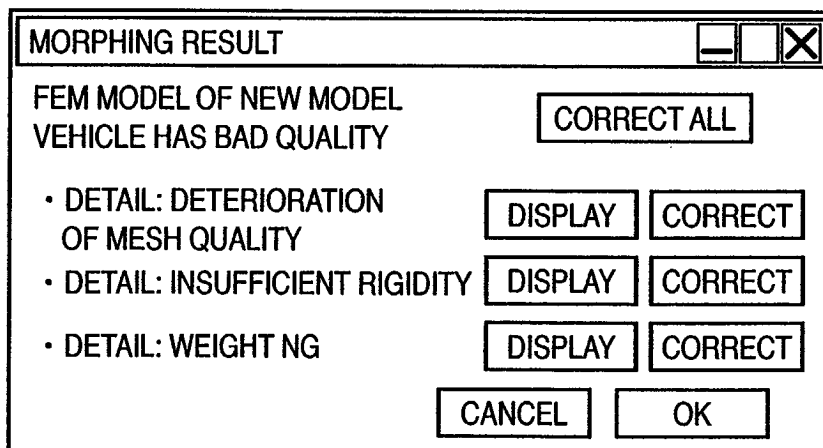 MORPHING RESULT
FEM MODEL OF NEW MODEL
VEHICLE HAS BAD QUALITY
CORRECT ALL
· DETAIL: DETERIORATION
OF MESH QUALITY
DISPLAY CORRECT
· DETAIL: INSUFFICIENT RIGIDITY DISPLAY CORRECT
· DETAIL: WEIGHT NG DISPLAY CORRECT
CANCEL OK